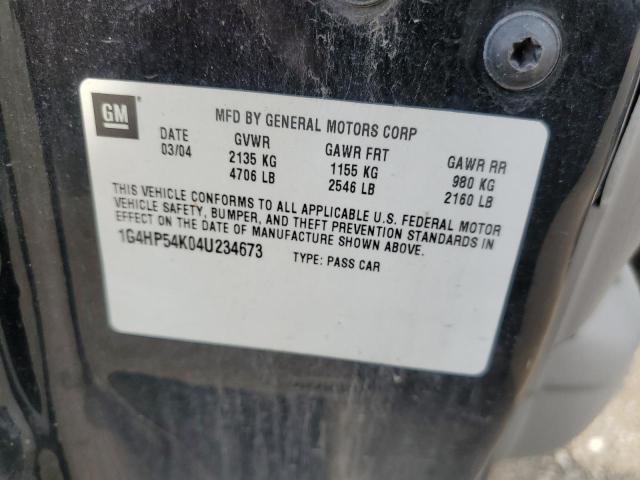 GM
MFD BY GENERAL MOTORS CORP
DATE GVWR GAWR FRT GAWR RR
03/04 2135 KG 1155 KG 980 KG
4706 LB 2546 LB 2160 LB
THIS VEHICLE CONFORMS TO ALL APPLICABLE U.S. FEDERAL MOTOR
VEHICLE SAFETY, BUMPER, AND THEFT PREVENTION STANDARDS IN
EFFECT ON THE DATE OF MANUFACTURE SHOWN ABOVE.
1G4HP54K04U234673 TYPE: PASS CAR